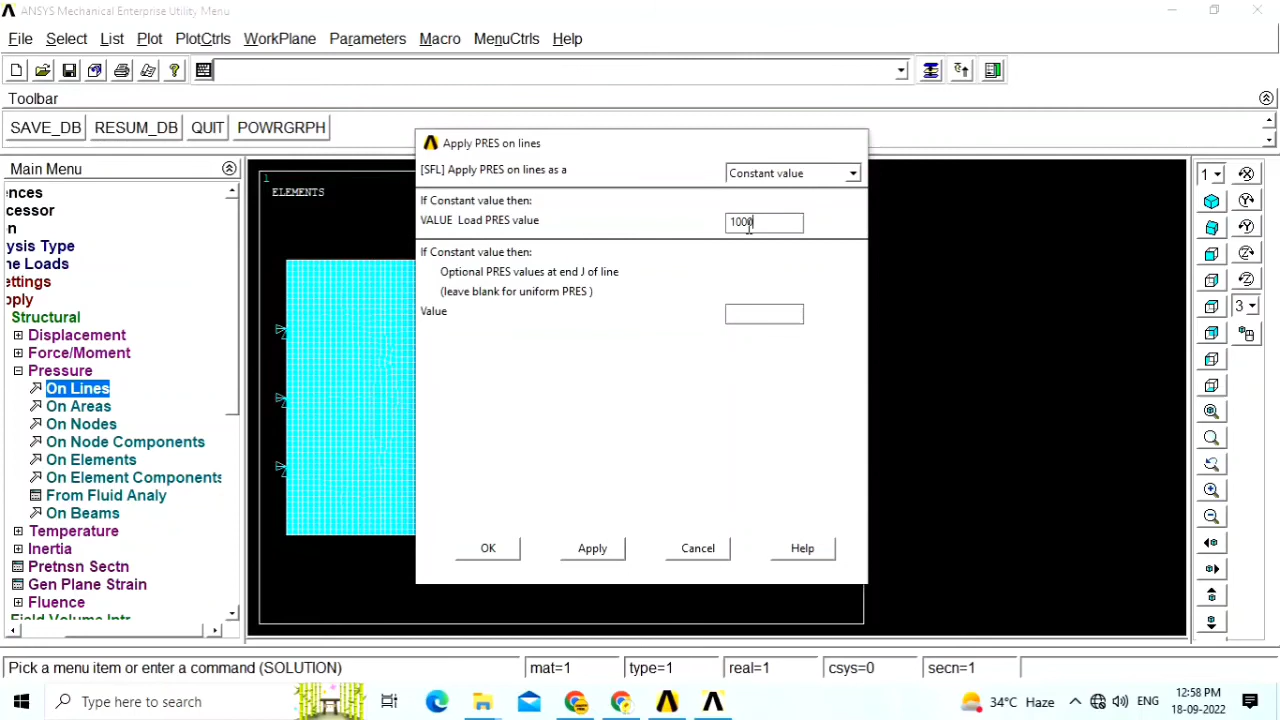 ANSYS Mechanical Enterprise Utility Menu
File Select List Plot PlotCtrls WorkPlane Parameters Macro MenuCtrls Help
Toolbar
SAVE_DB RESUM_DB QUIT POWRGRPH
Main Menu
ences
cessor
n
ysis Type
ne Loads
ettings
pply
Structural
Displacement
Force/Moment
Pressure
On Lines
On Areas
On Nodes
On Node Components
On Elements
On Element Components
From Fluid Analy
On Beams
Temperature
Inertia
Pretnsn Sectn
Gen Plane Strain
Fluence
Field Volume Intr
1
ELEMENTS
Apply PRES on lines
[SFL] Apply PRES on lines as a
Constant value
If Constant value then:
VALUE Load PRES value
1000
If Constant value then:
Optional PRES values at end J of line
(leave blank for uniform PRES )
Value
OK Apply Cancel Help
1
3
Pick a menu item or enter a command (SOLUTION)
mat=1 type=1 real=1 csys=0 secn=1
Type here to search
34°C Haze
ENG
12:58 PM
18-09-2022